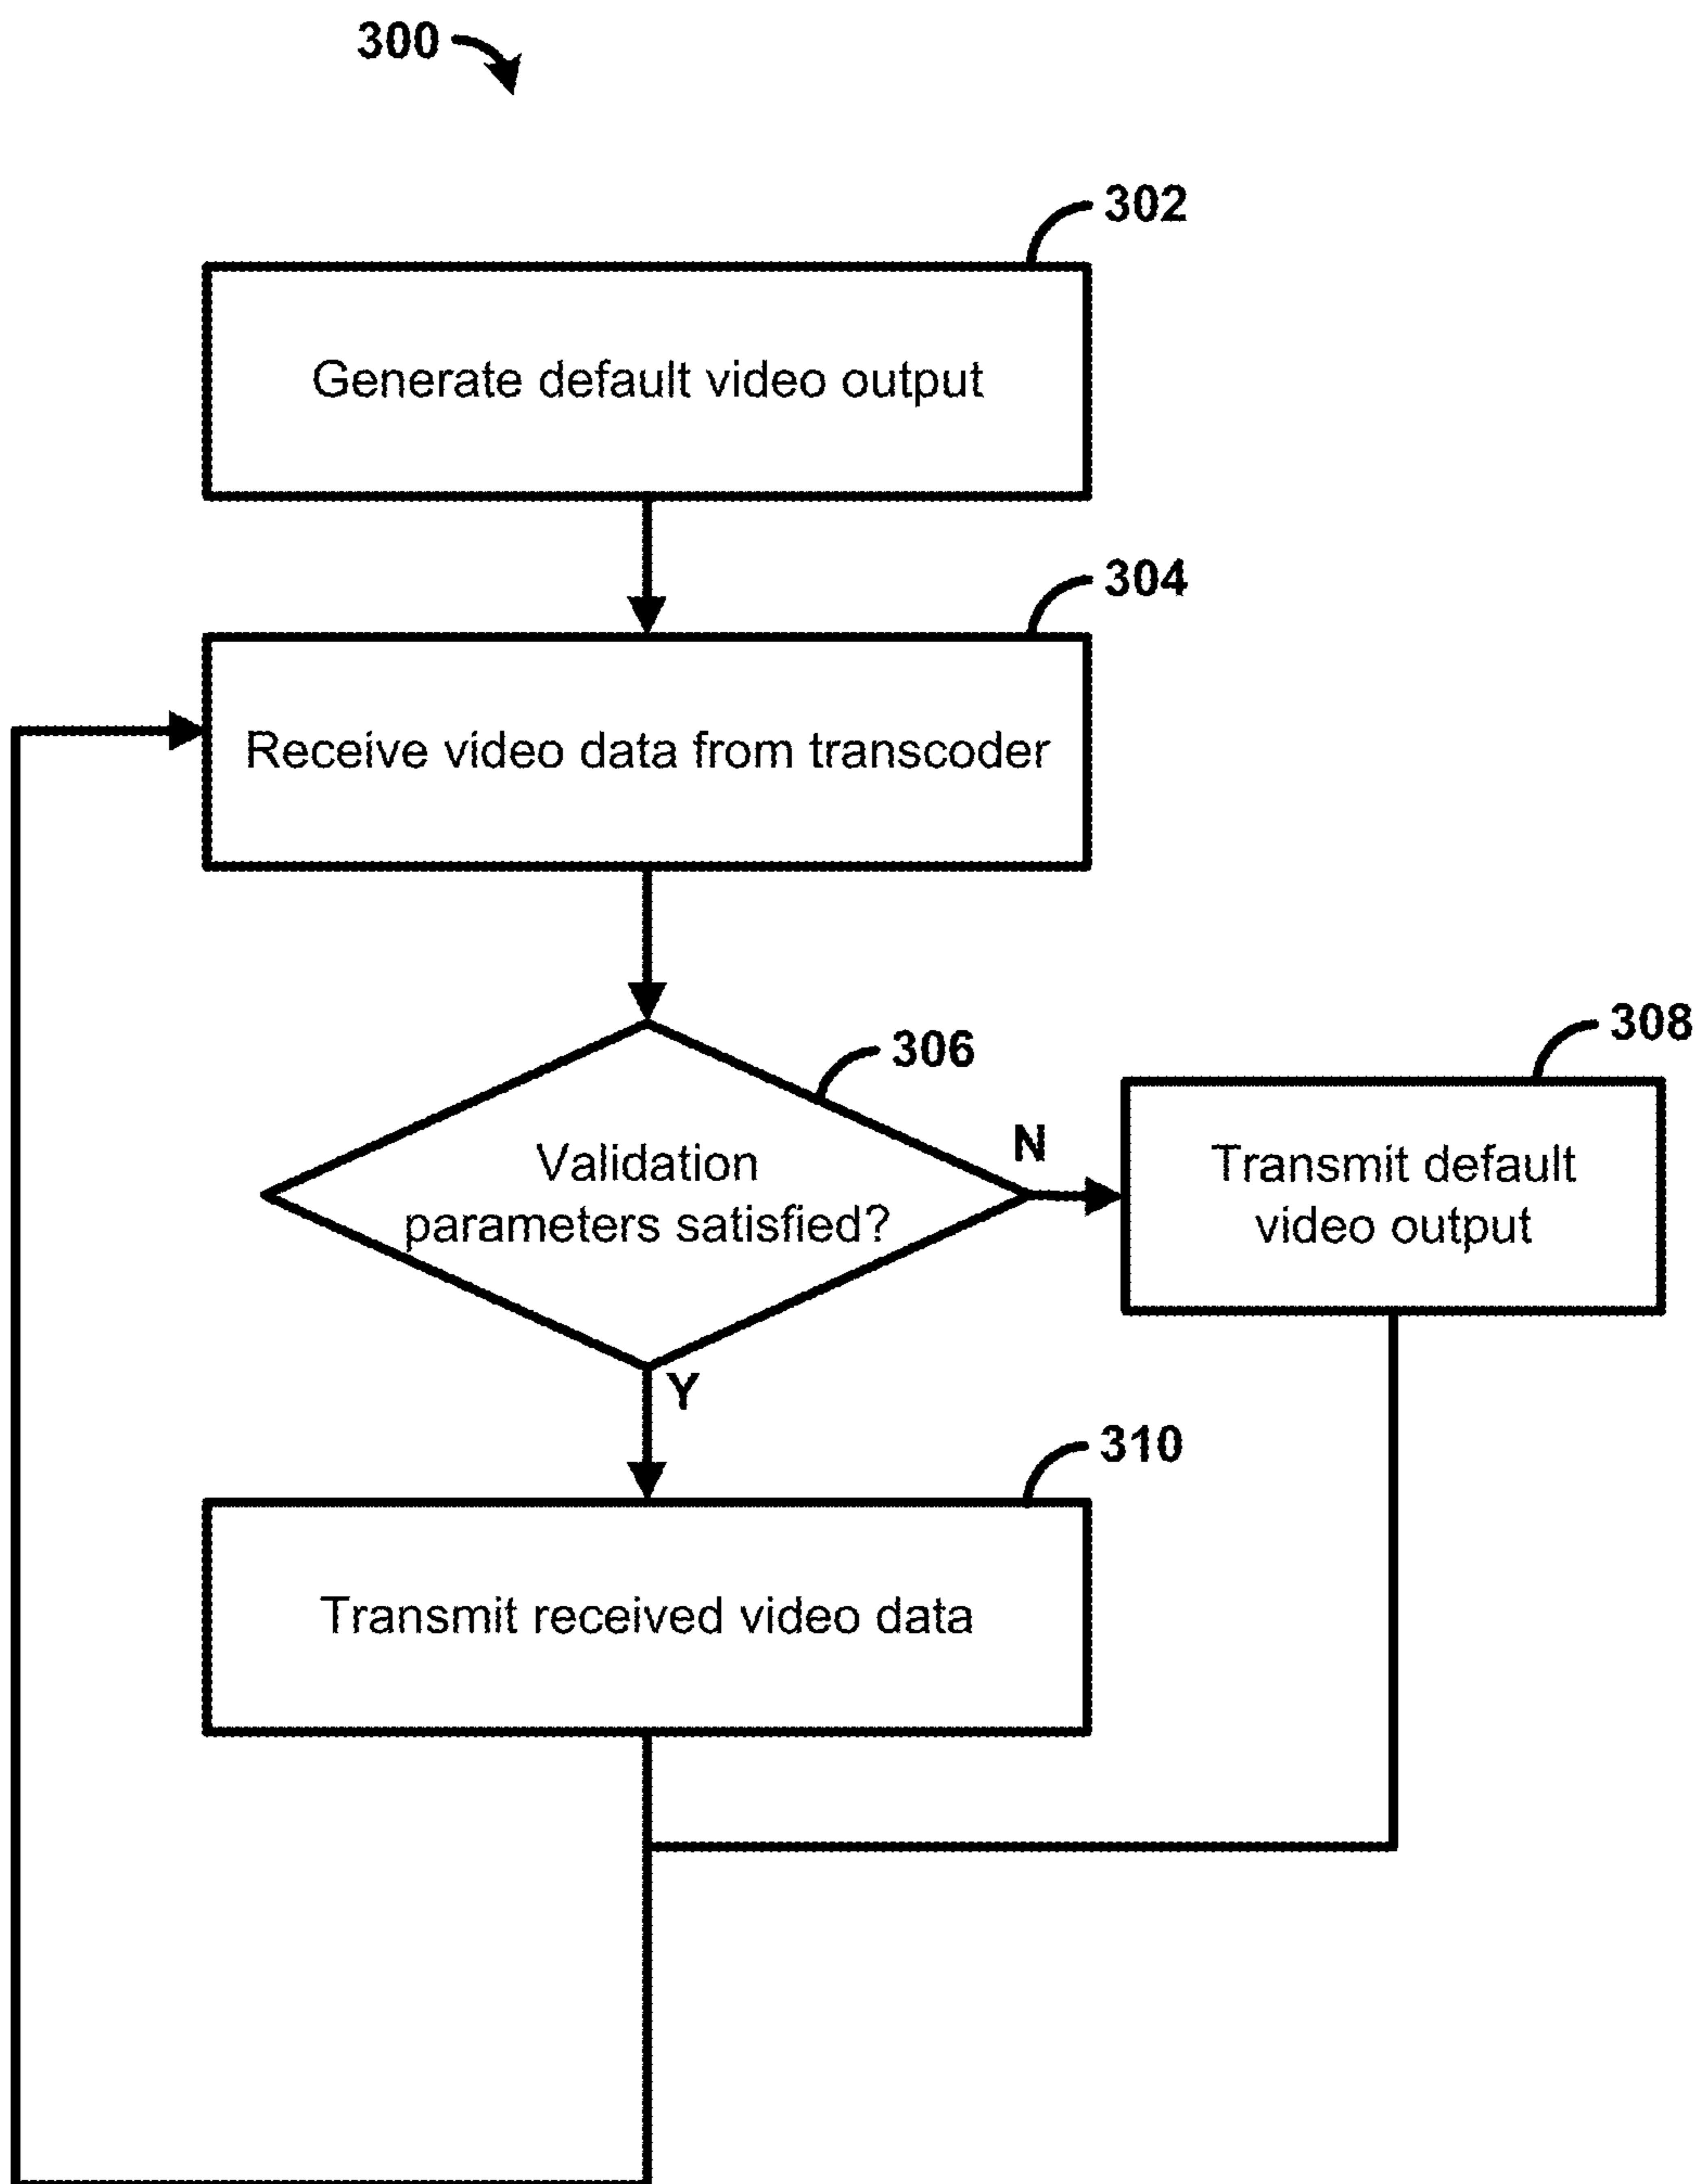 300
302
Generate default video output
304
Receive video data from transcoder
306
308
Validation
parameters satisfied?
N
Transmit default
video output
Y
310
Transmit received video data